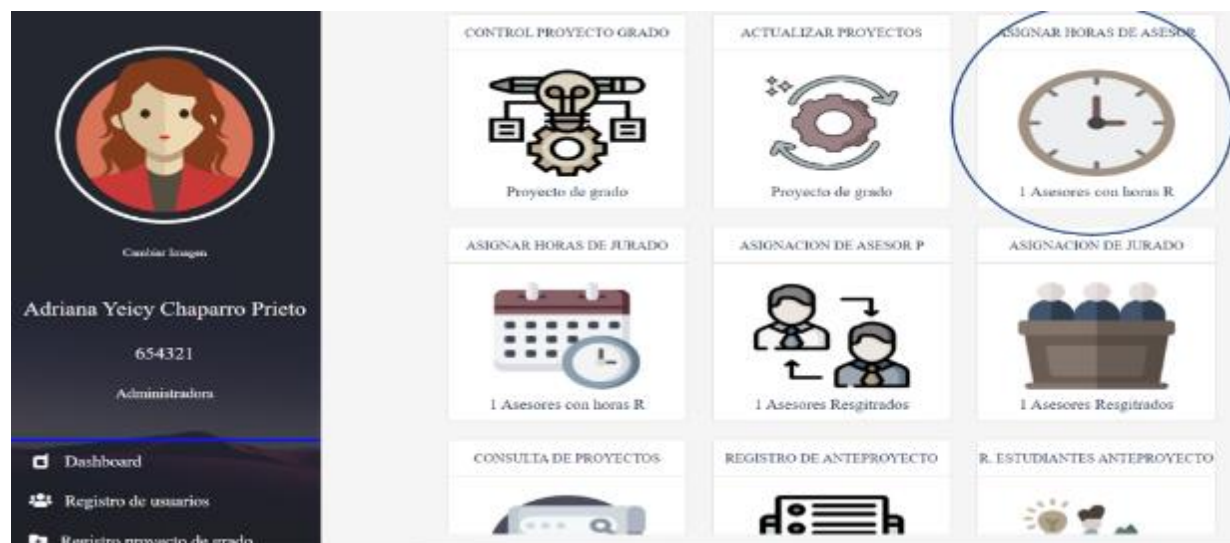 CONTROL PROYECTO GRADO
ACTUALIZAR PROYECTOS
ASIGNAR HORAS DE ASESOR
Proyecto de grado
Proyecto de grado
1 Asesores con horas R
Cambiar Imagen
Adriana Yeicy Chaparro Prieto
654321
Administradora
ASIGNAR HORAS DE JURADO
ASIGNACION DE ASESOR P
ASIGNACION DE JURADO
1 Asesores con horas R
1 Asesores Resgitrados
1 Asesores Resgitrados
Dashboard
Registro de usuarios
Registro proyecto de grado
CONSULTA DE PROYECTOS
REGISTRO DE ANTEPROYECTO
R. ESTUDIANTES ANTEPROYECTO